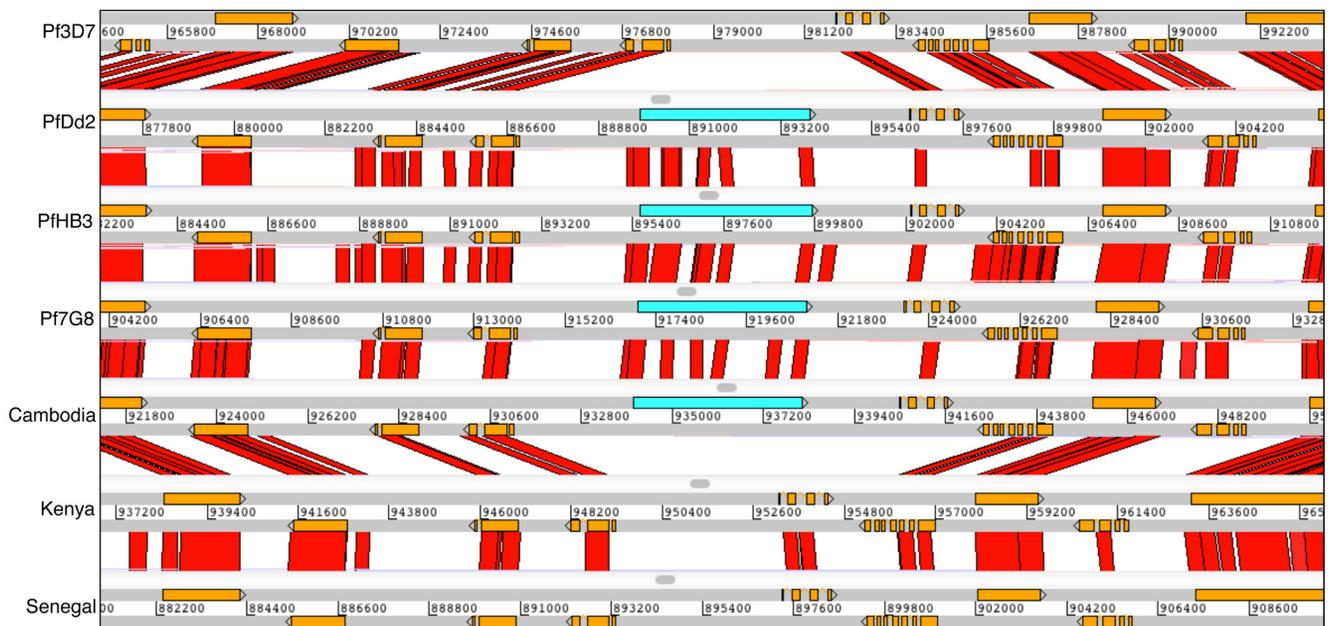 Pf3D7
600 965800 968000 970200 972400 974600 976800 979000 981200 983400 985600 987800 990000 992200
PfDd2
877800 880000 882200 884400 886600 888800 891000 893200 895400 897600 899800 902000 904200
PfHB3
2200 884400 886600 888800 891000 893200 895400 897600 899800 902000 904200 906400 908600 910800
Pf7G8
904200 906400 908600 910800 913000 915200 917400 919600 921800 924000 926200 928400 930600 9328
Cambodia
921800 924000 926200 928400 930600 932800 935000 937200 939400 941600 943800 946000 948200 95
Kenya
937200 939400 941600 943800 946000 948200 950400 952600 954800 957000 959200 961400 963600 965
Senegal
00 882200 884400 886600 888800 891000 893200 895400 897600 899800 902000 904200 906400 908600